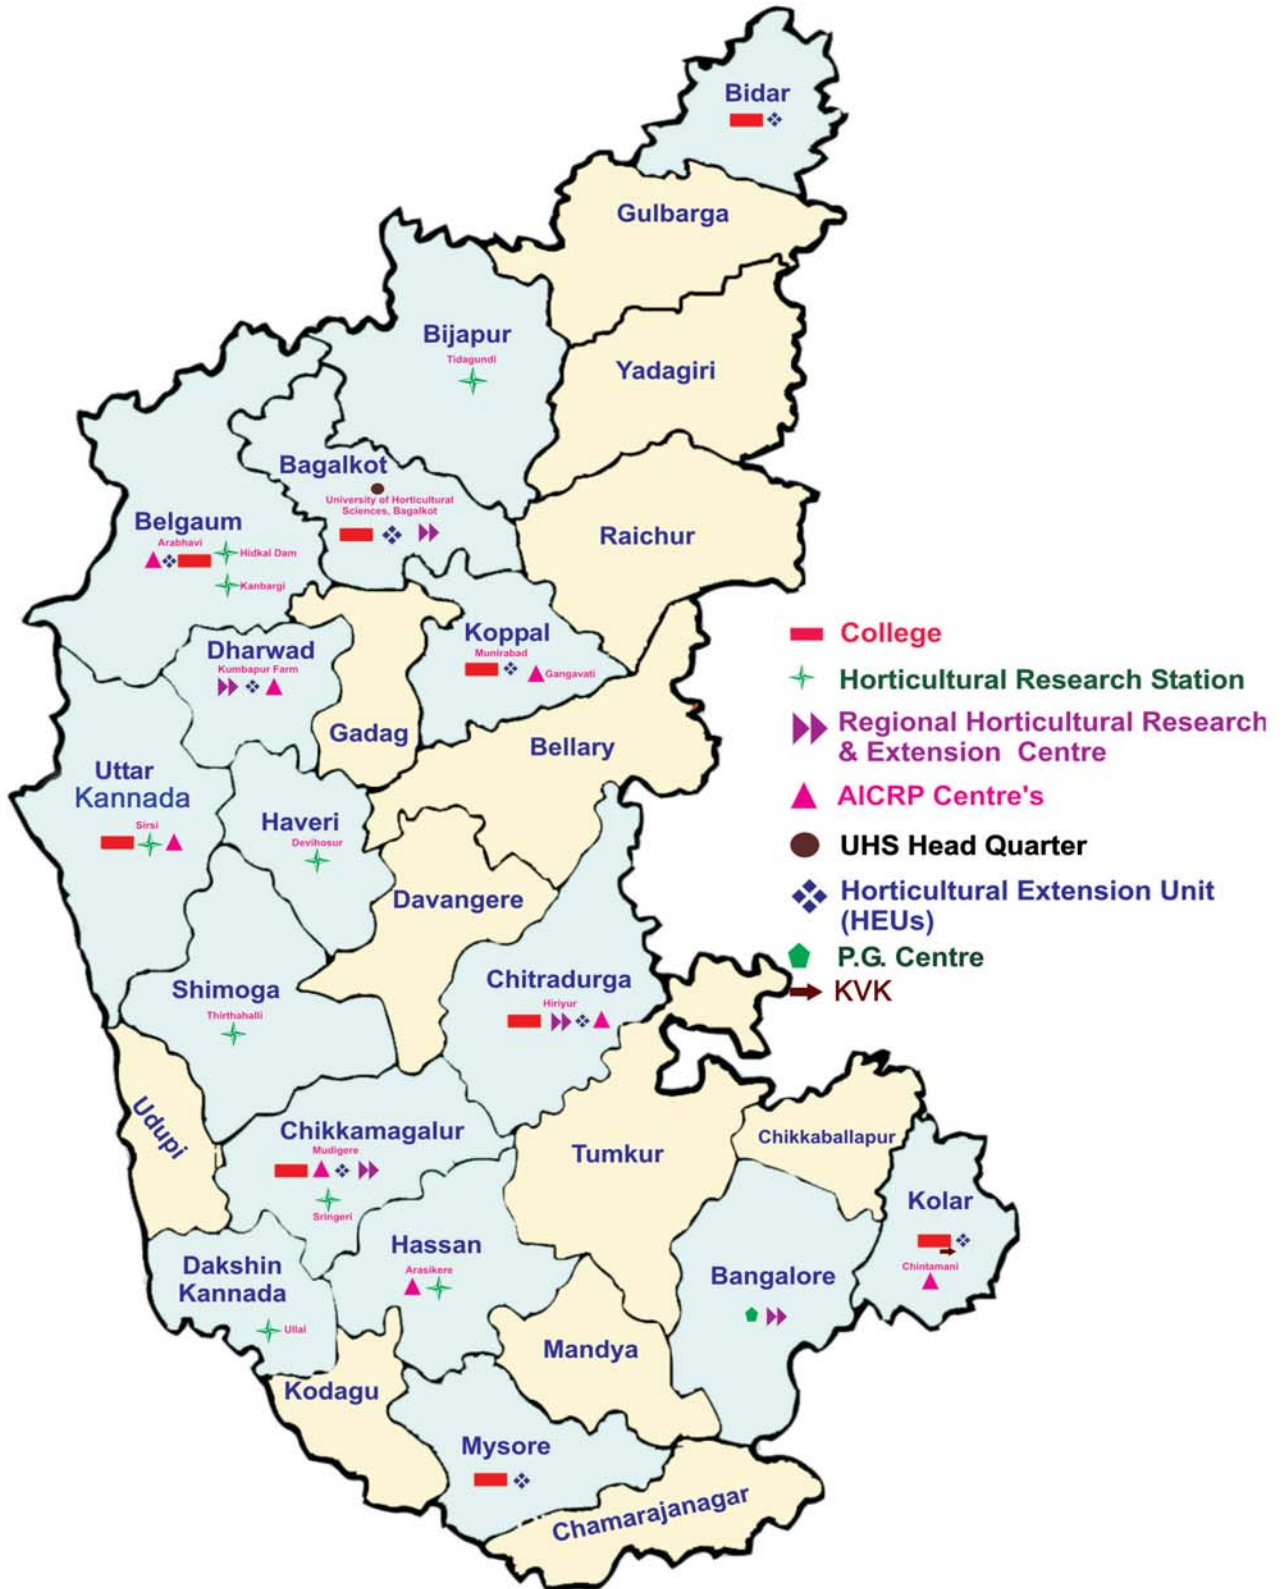 Bidar
Gulbarga
Bijapur
Tidagundi
Yadagiri
Bagalkot
University of Horticultural
Sciences, Bagalkot
Belgaum
Arabhavi
Hidkal Dam
Kanbargi
Raichur
Dharwad
Kumbapur Farm
Koppal
Munirabad
Gangavati
Gadag
Bellary
Uttar
Kannada
Sirsi
Haveri
Devihosur
Davangere
Chitradurga
Hiriyur
Shimoga
Thirthahalli
Udupi
Chikkamagalur
Mudigere
Sringeri
Tumkur
Chikkaballapur
Kolar
Chintamani
Hassan
Arasikere
Dakshin
Kannada
Ullal
Bangalore
Mandya
Kodagu
Mysore
Chamarajanagar
College
Horticultural Research Station
Regional Horticultural Research
& Extension Centre
AICRP Centre's
UHS Head Quarter
Horticultural Extension Unit
(HEUs)
P.G. Centre
KVK